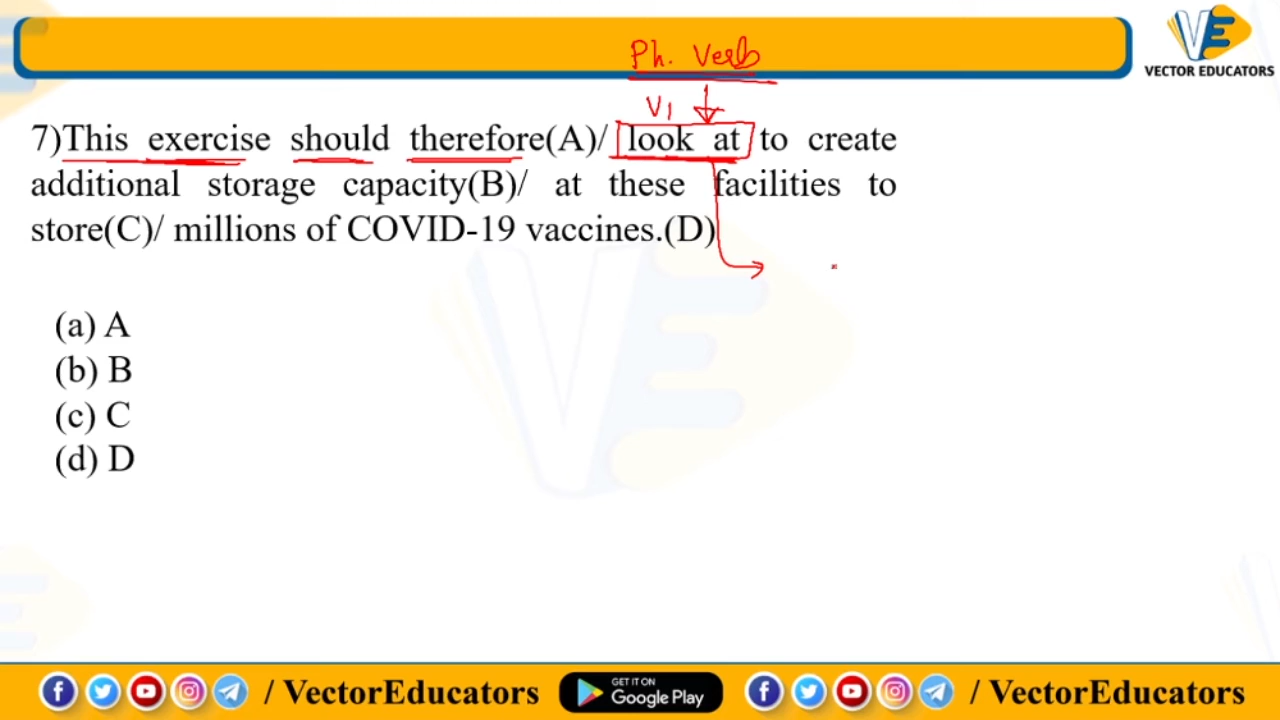 Ph. Verb
VECTOR EDUCATORS
V1
7)This exercise should therefore(A)/ look at to create
additional storage capacity(B)/ at these facilities to
store(C)/ millions of COVID-19 vaccines.(D)
(a) A
(b) B
(c) C
(d) D
/ VectorEducators
GET IT ON
Google Play
/ VectorEducators